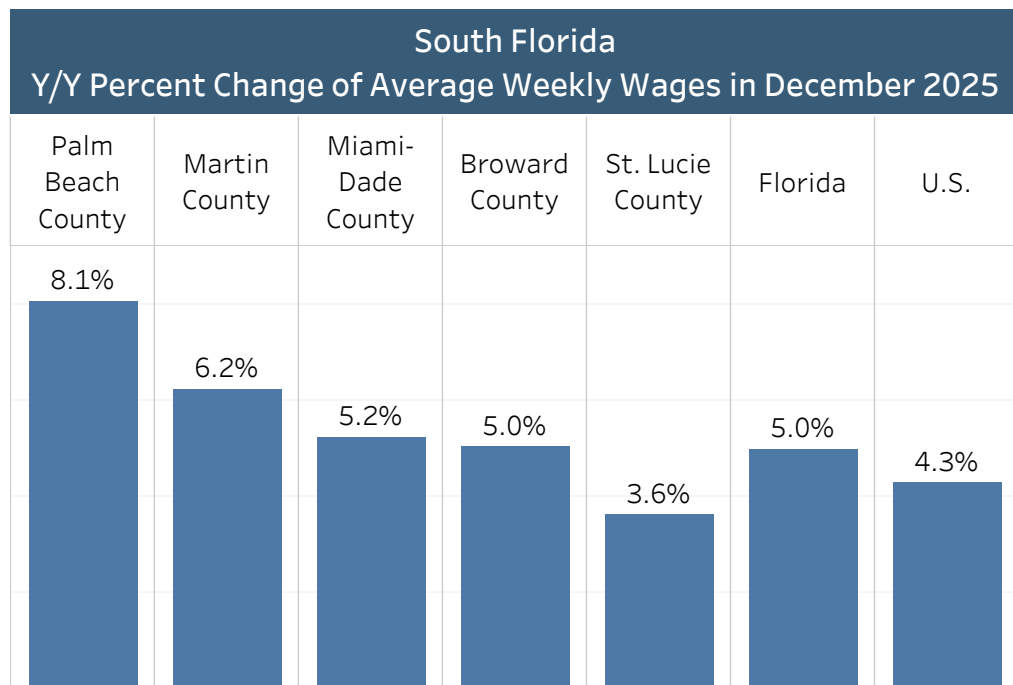 South Florida
Y/Y Percent Change of Average Weekly Wages in December 2025
Palm
Beach
County
Martin
County
Miami-
Dade
County
Broward
County
St. Lucie
County
Florida
U.S.
8.1%
6.2%
5.2%
5.0%
3.6%
5.0%
4.3%